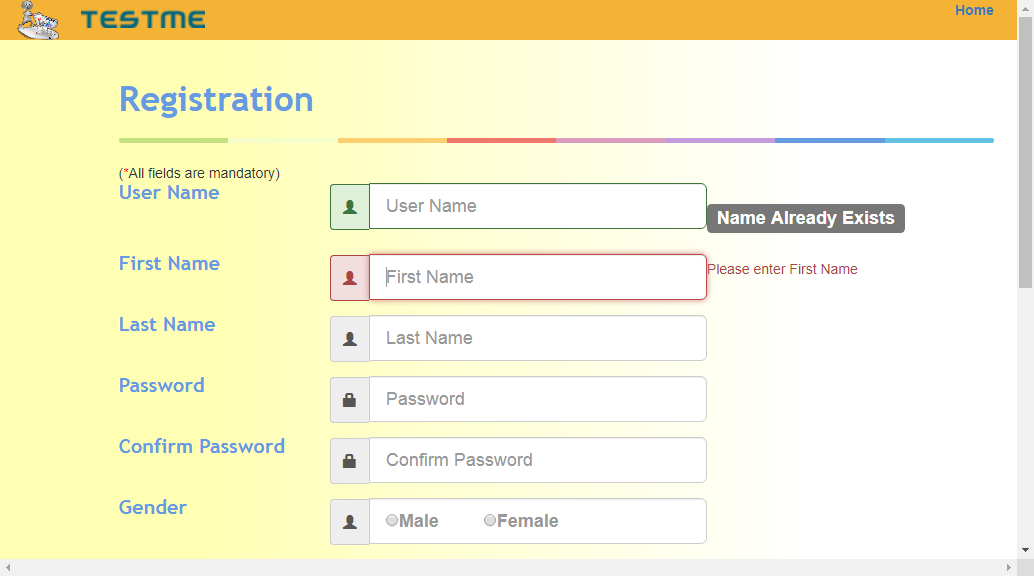 TESTME
Home
Registration
(*All fields are mandatory)
User Name
User Name
Name Already Exists
First Name
First Name
Please enter First Name
Last Name
Last Name
Password
Password
Confirm Password
Confirm Password
Gender
Male Female